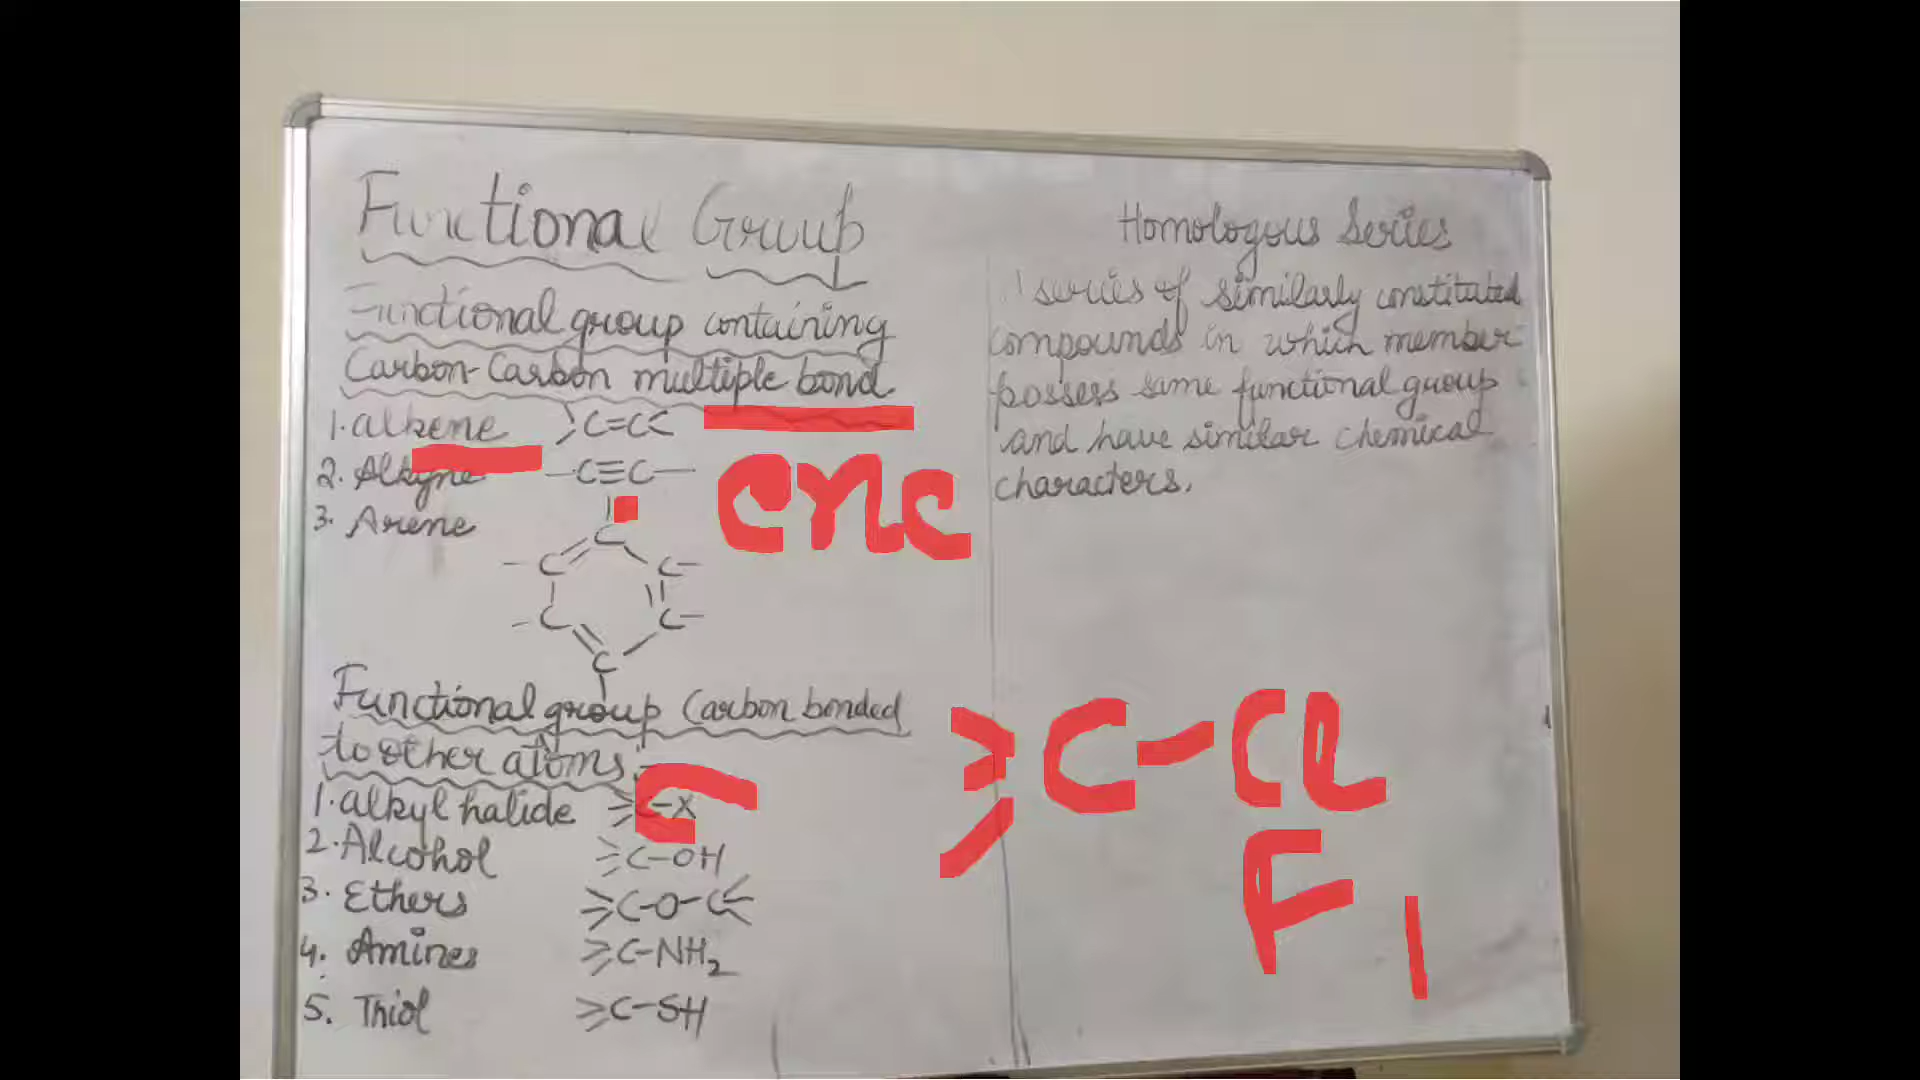 Functional Group
Functional group containing
Carbon-Carbon multiple bond
1. alkene >C=C<
2. Alkyne -C≡C-
3. Arene
C
C C-
C C-
C
Functional group Carbon bonded
to other atoms:-
1. alkyl halide C-X
2. Alcohol C-OH
3. Ethers C-O-C
4. Amines C-NH2
5. Thiol C-SH
Homologous Series
series of similarly constituted
compounds in which member
possess same functional group
and have similar chemical
characters.
C-Cl
F